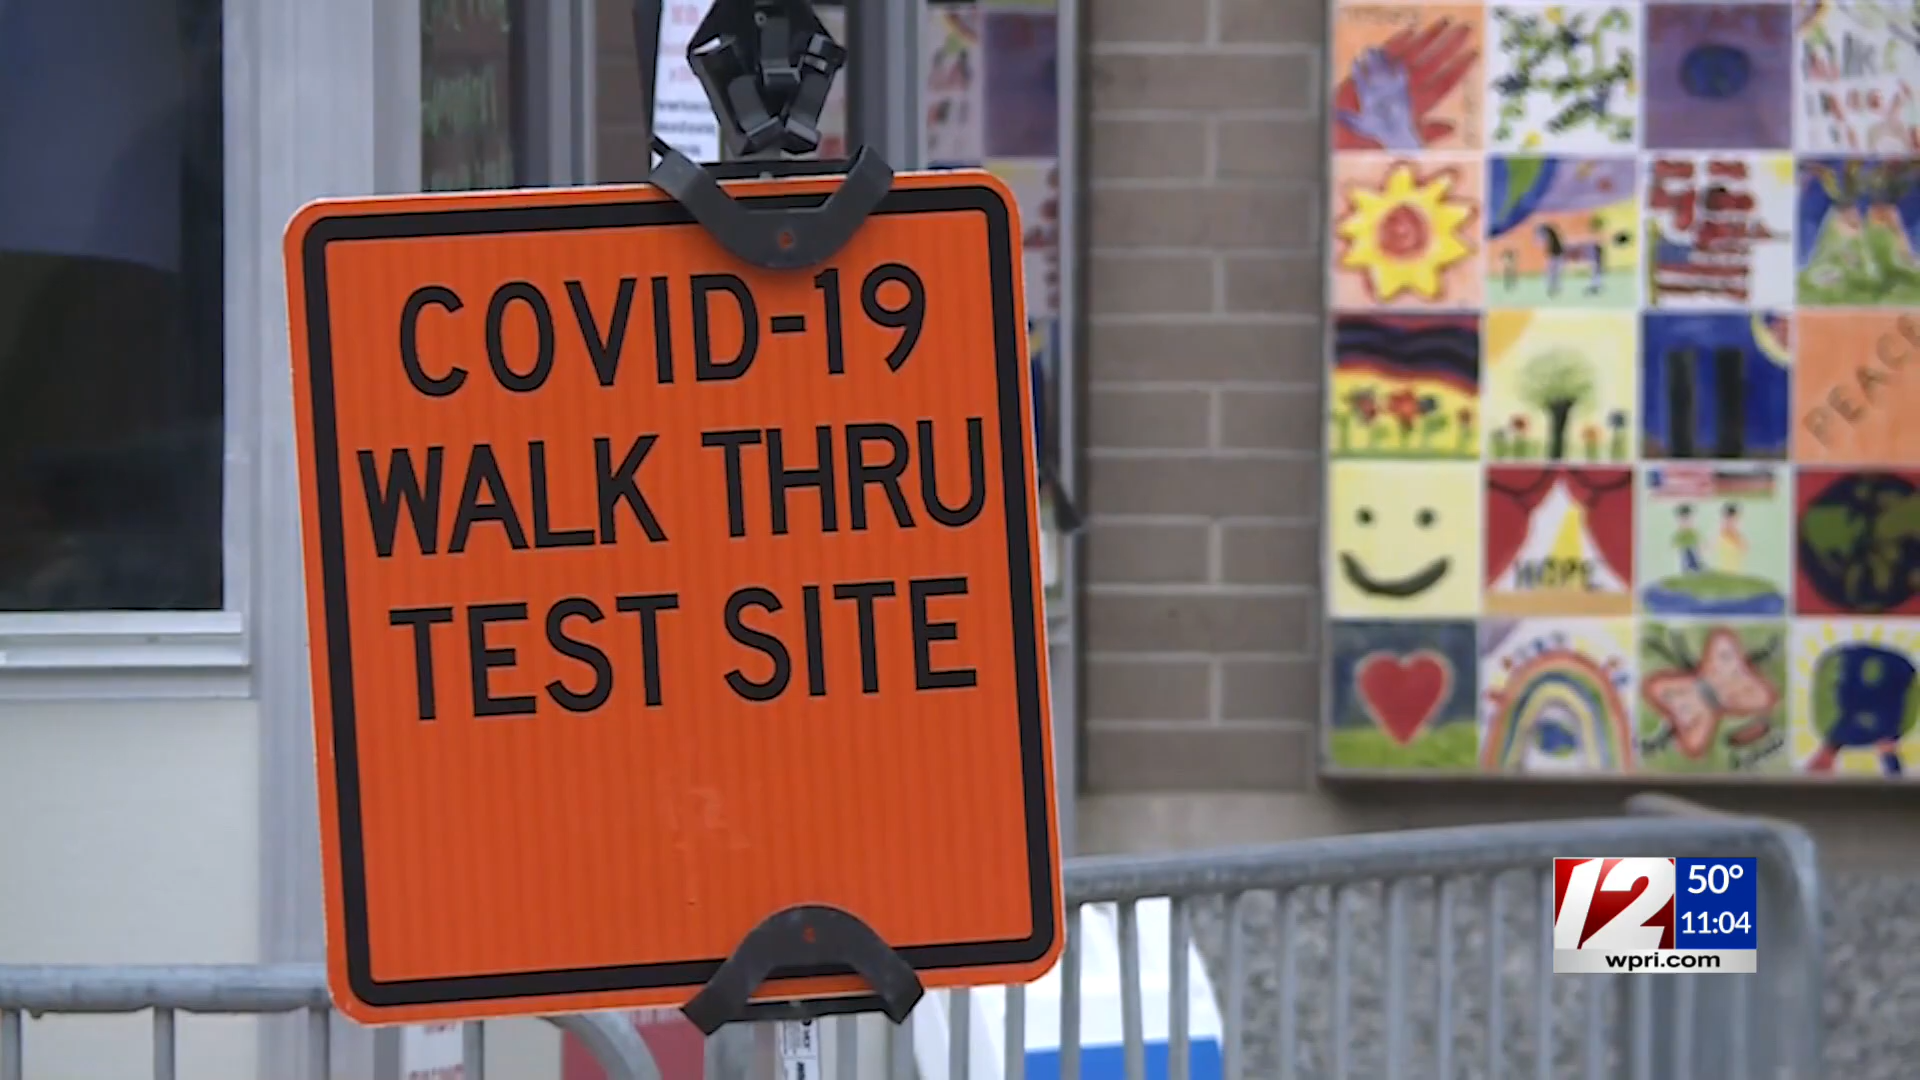 COVID-19
WALK THRU
TEST SITE
PEACE
HOPE
12
50°
11:04
wpri.com